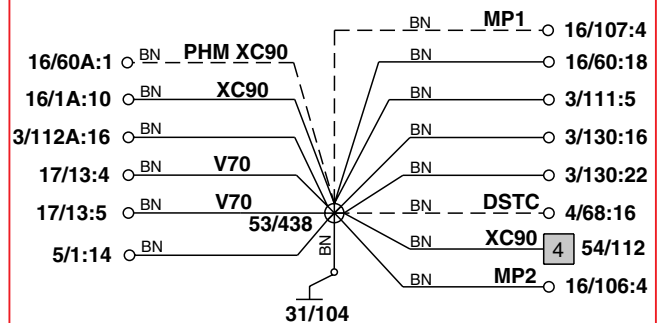 BN MP1 16/107:4
16/60A:1 BN PHM XC90 BN 16/60:18
16/1A:10 BN XC90 BN 3/111:5
3/112A:16 BN BN 3/130:16
17/13:4 BN V70 BN 3/130:22
17/13:5 BN V70 BN DSTC 4/68:16
53/438
5/1:14 BN BN BN XC90 4 54/112
BN MP2 16/106:4
31/104